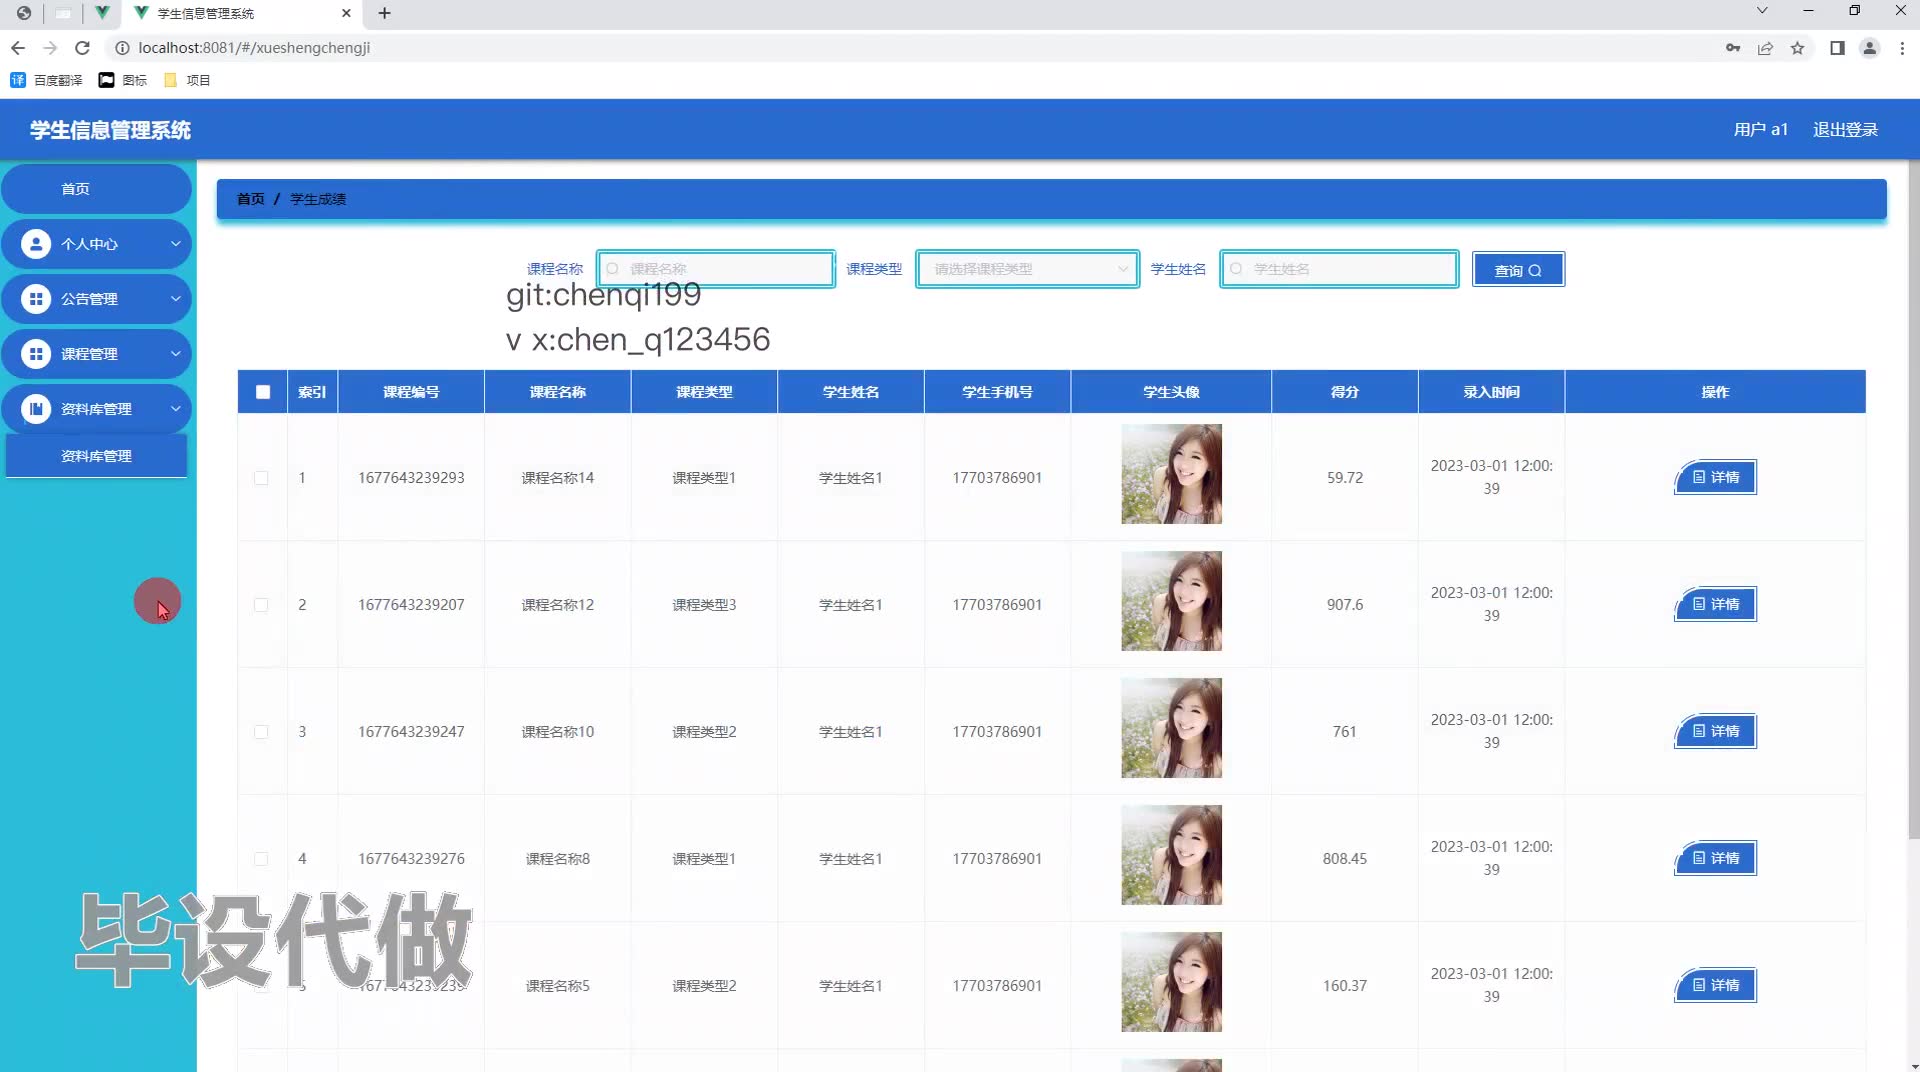 学生信息管理系统
localhost:8081/#/xueshengchengji
百度翻译 图标 项目
学生信息管理系统
用户 a1 退出登录
首页
个人中心
公告管理
课程管理
资料库管理
资料库管理
首页 / 学生成绩
课程名称 课程名称 课程类型 请选择课程类型 学生姓名 学生姓名 查询
git:chenqi199
v x:chen_q123456
索引 课程编号 课程名称 课程类型 学生姓名 学生手机号 学生头像 得分 录入时间 操作
1 1677643239293 课程名称14 课程类型1 学生姓名1 17703786901 59.72 2023-03-01 12:00:39 详情
2 1677643239207 课程名称12 课程类型3 学生姓名1 17703786901 907.6 2023-03-01 12:00:39 详情
3 1677643239247 课程名称10 课程类型2 学生姓名1 17703786901 761 2023-03-01 12:00:39 详情
4 1677643239276 课程名称8 课程类型1 学生姓名1 17703786901 808.45 2023-03-01 12:00:39 详情
毕设代做
课程名称5 课程类型2 学生姓名1 17703786901 160.37 2023-03-01 12:00:39 详情